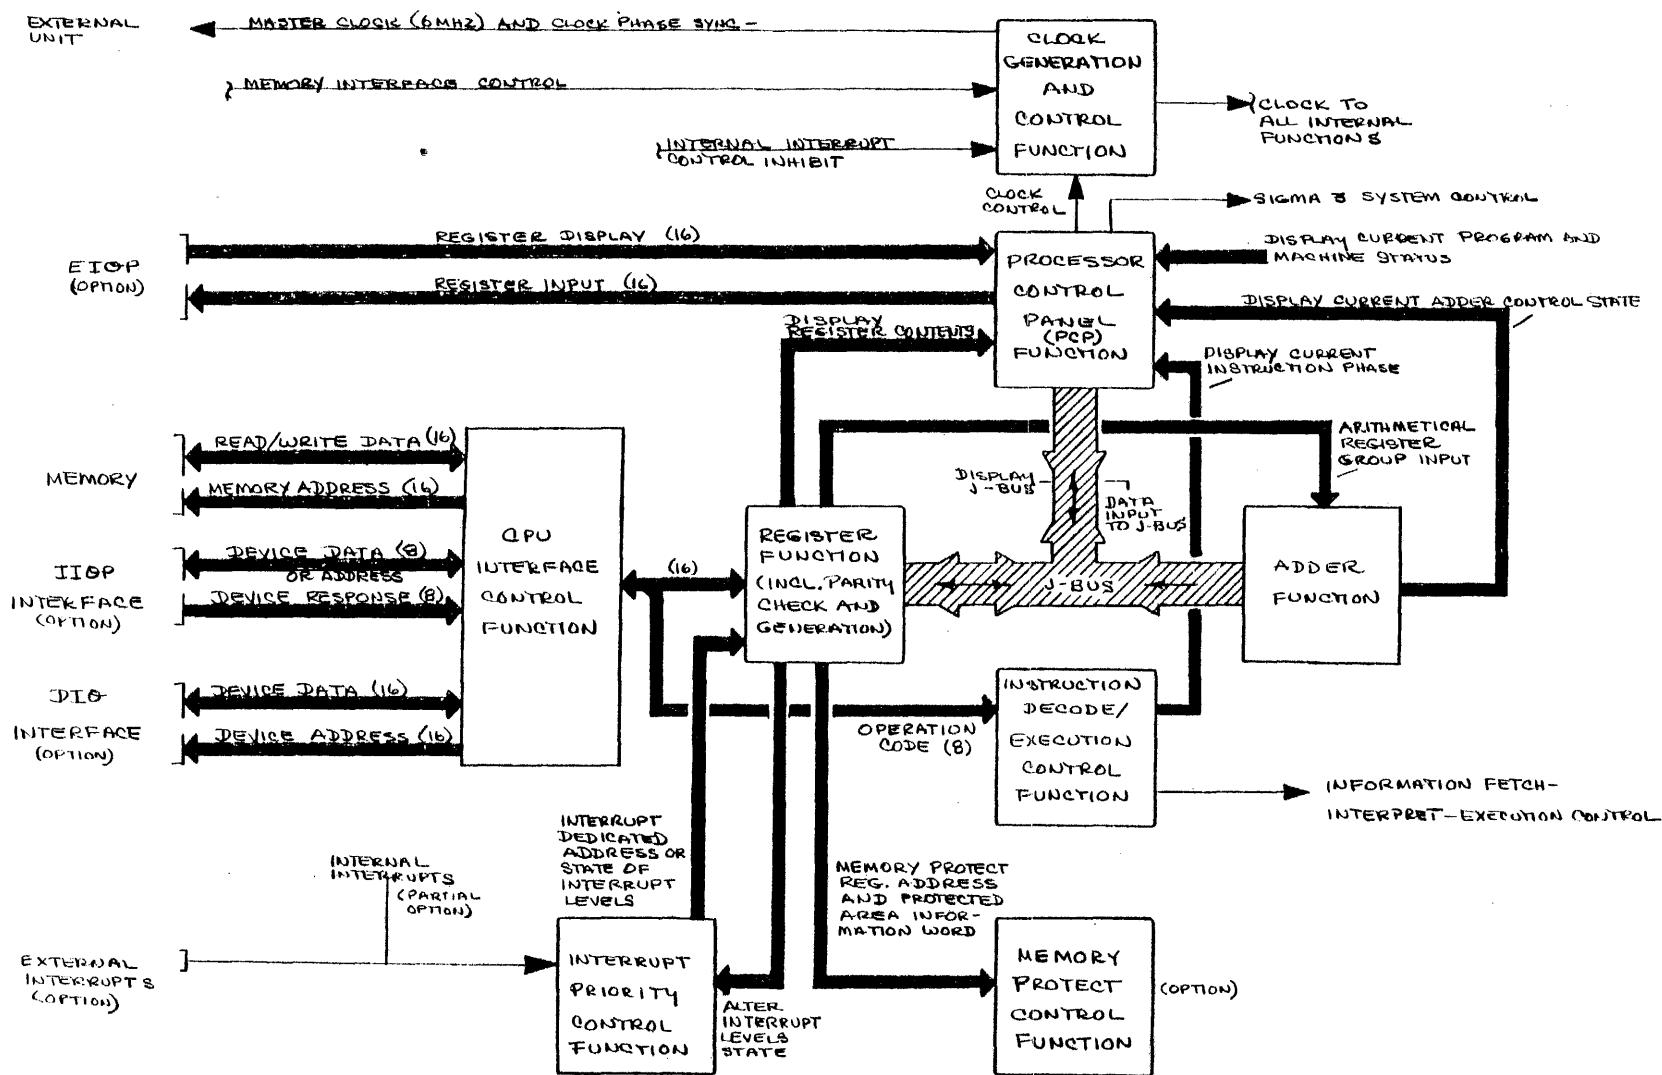 EXTERNAL
UNIT
MASTER CLOCK (6MHZ) AND CLOCK PHASE SYNC-
MEMORY INTERFACE CONTROL
INTERNAL INTERRUPT
CONTROL INHIBIT
CLOCK
GENERATION
AND
CONTROL
FUNCTION
CLOCK TO
ALL INTERNAL
FUNCTIONS
CLOCK
CONTROL
SIGMA 3 SYSTEM CONTROL
EIOP
(OPTION)
REGISTER DISPLAY (16)
REGISTER INPUT (16)
DISPLAY
REGISTER CONTENTS
PROCESSOR
CONTROL
PANEL
(PCP)
FUNCTION
DISPLAY CURRENT PROGRAM AND
MACHINE STATUS
DISPLAY CURRENT ADDER CONTROL STATE
DISPLAY CURRENT
INSTRUCTION PHASE
MEMORY
READ/WRITE DATA (16)
MEMORY ADDRESS (16)
IIOP
INTERFACE
(OPTION)
DEVICE DATA (8)
OR ADDRESS
DEVICE RESPONSE (8)
DIO
INTERFACE
(OPTION)
DEVICE DATA (16)
DEVICE ADDRESS (16)
CPU
INTERFACE
CONTROL
FUNCTION
(16)
REGISTER
FUNCTION
(INCL. PARITY
CHECK AND
GENERATION)
DISPLAY
J-BUS
DATA
INPUT
TO J-BUS
J-BUS
ARITHMETICAL
REGISTER
GROUP INPUT
ADDER
FUNCTION
OPERATION
CODE (8)
INSTRUCTION
DECODE/
EXECUTION
CONTROL
FUNCTION
INFORMATION FETCH-
INTERPRET-EXECUTION CONTROL
INTERRUPT
DEDICATED
ADDRESS OR
STATE OF
INTERRUPT
LEVELS
INTERNAL
INTERRUPTS
(PARTIAL
OPTION)
MEMORY PROTECT
REG. ADDRESS
AND PROTECTED
AREA INFOR-
MATION WORD
EXTERNAL
INTERRUPTS
(OPTION)
INTERRUPT
PRIORITY
CONTROL
FUNCTION
ALTER
INTERRUPT
LEVELS
STATE
MEMORY
PROTECT
CONTROL
FUNCTION
(OPTION)